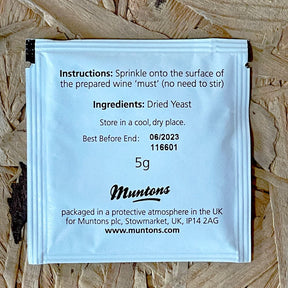 Instructions: Sprinkle onto the surface of
the prepared wine ‘must’ (no need to stir)
Ingredients: Dried Yeast
Store in a cool, dry place.
Best Before End: 06/2023
116601
5g
Muntons
packaged in a protective atmosphere in the UK
for Muntons plc, Stowmarket, UK, IP14 2AG
www.muntons.com